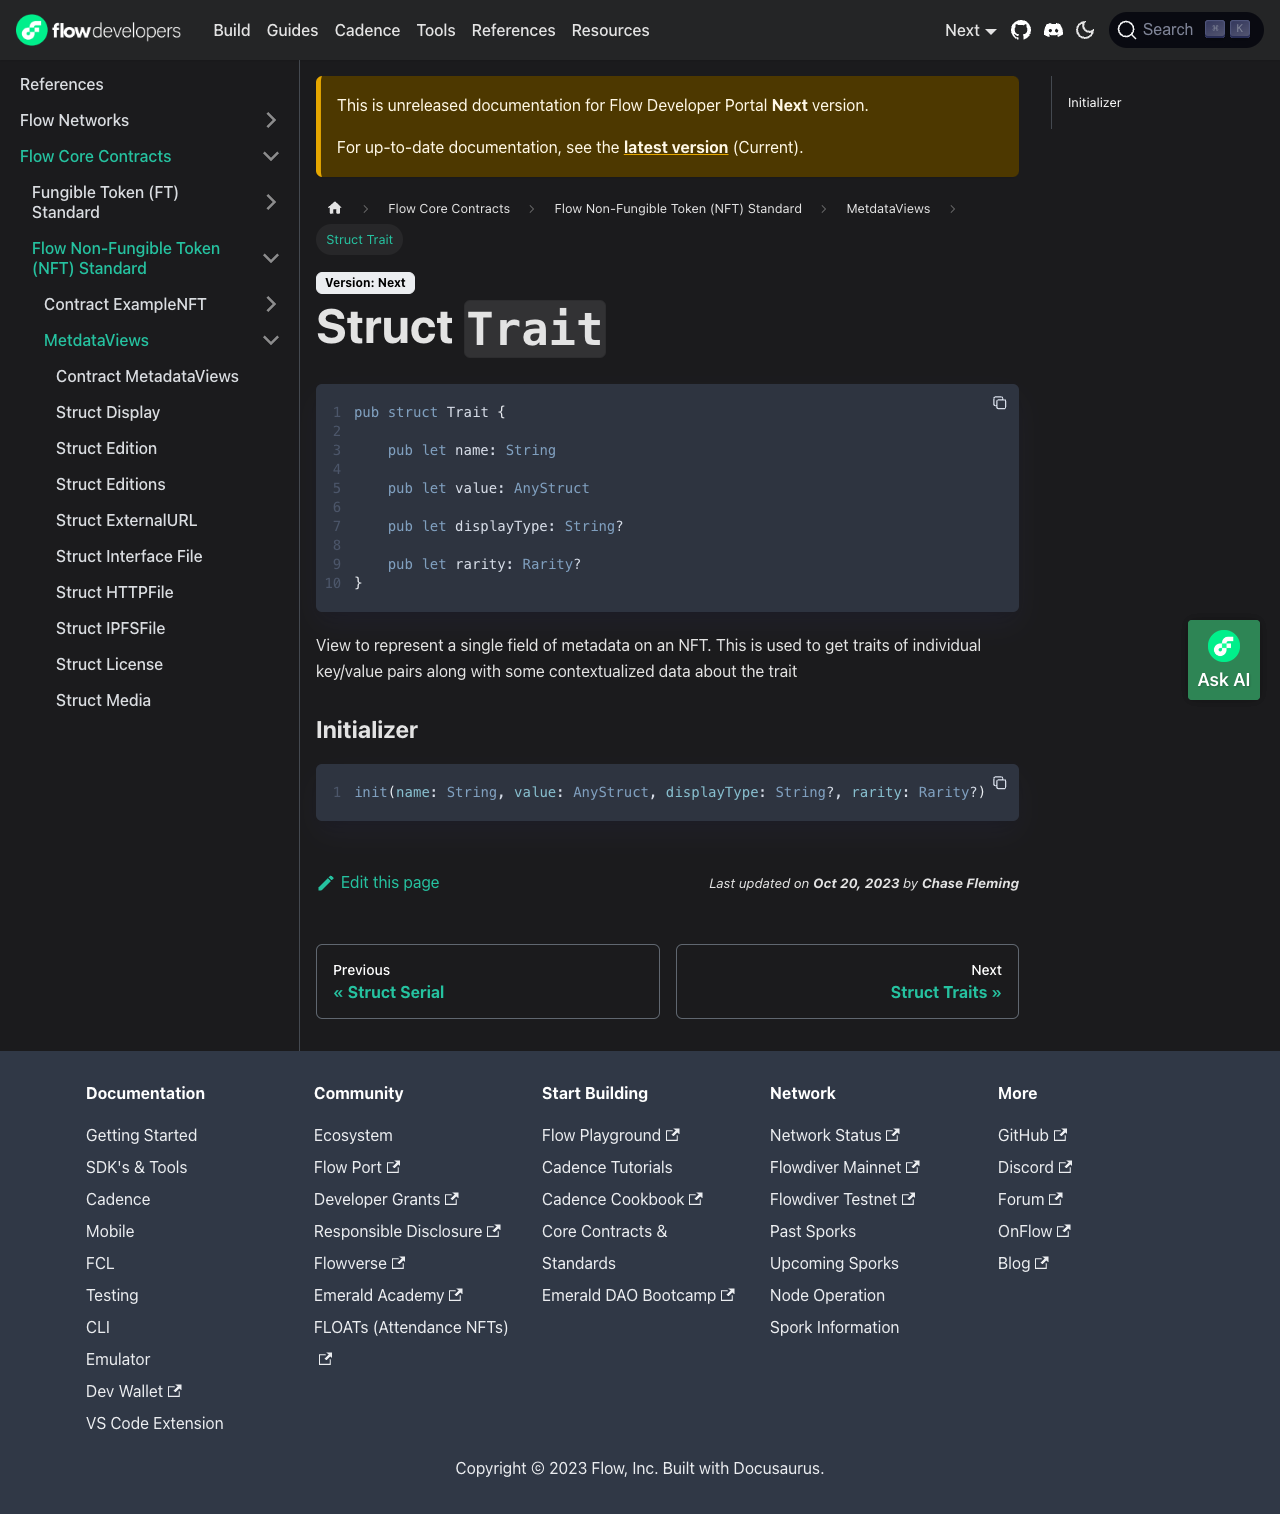 flowdevelopers
Build Guides Cadence Tools References Resources
Next
Search ⌘ K
References
Flow Networks
Flow Core Contracts
Fungible Token (FT)
Standard
Flow Non-Fungible Token
(NFT) Standard
Contract ExampleNFT
MetdataViews
Contract MetadataViews
Struct Display
Struct Edition
Struct Editions
Struct ExternalURL
Struct Interface File
Struct HTTPFile
Struct IPFSFile
Struct License
Struct Media
This is unreleased documentation for Flow Developer Portal Next version.
For up-to-date documentation, see the latest version (Current).
Flow Core Contracts > Flow Non-Fungible Token (NFT) Standard > MetdataViews >
Struct Trait
Version: Next
Struct Trait
1 pub struct Trait {
2
3 pub let name: String
4
5 pub let value: AnyStruct
6
7 pub let displayType: String?
8
9 pub let rarity: Rarity?
10 }
View to represent a single field of metadata on an NFT. This is used to get traits of individual
key/value pairs along with some contextualized data about the trait
Initializer
1 init(name: String, value: AnyStruct, displayType: String?, rarity: Rarity?)
Edit this page
Last updated on Oct 20, 2023 by Chase Fleming
Previous
« Struct Serial
Next
Struct Traits »
Initializer
Ask AI
Documentation
Getting Started
SDK's & Tools
Cadence
Mobile
FCL
Testing
CLI
Emulator
Dev Wallet
VS Code Extension
Community
Ecosystem
Flow Port
Developer Grants
Responsible Disclosure
Flowverse
Emerald Academy
FLOATs (Attendance NFTs)
Start Building
Flow Playground
Cadence Tutorials
Cadence Cookbook
Core Contracts &
Standards
Emerald DAO Bootcamp
Network
Network Status
Flowdiver Mainnet
Flowdiver Testnet
Past Sporks
Upcoming Sporks
Node Operation
Spork Information
More
GitHub
Discord
Forum
OnFlow
Blog
Copyright © 2023 Flow, Inc. Built with Docusaurus.